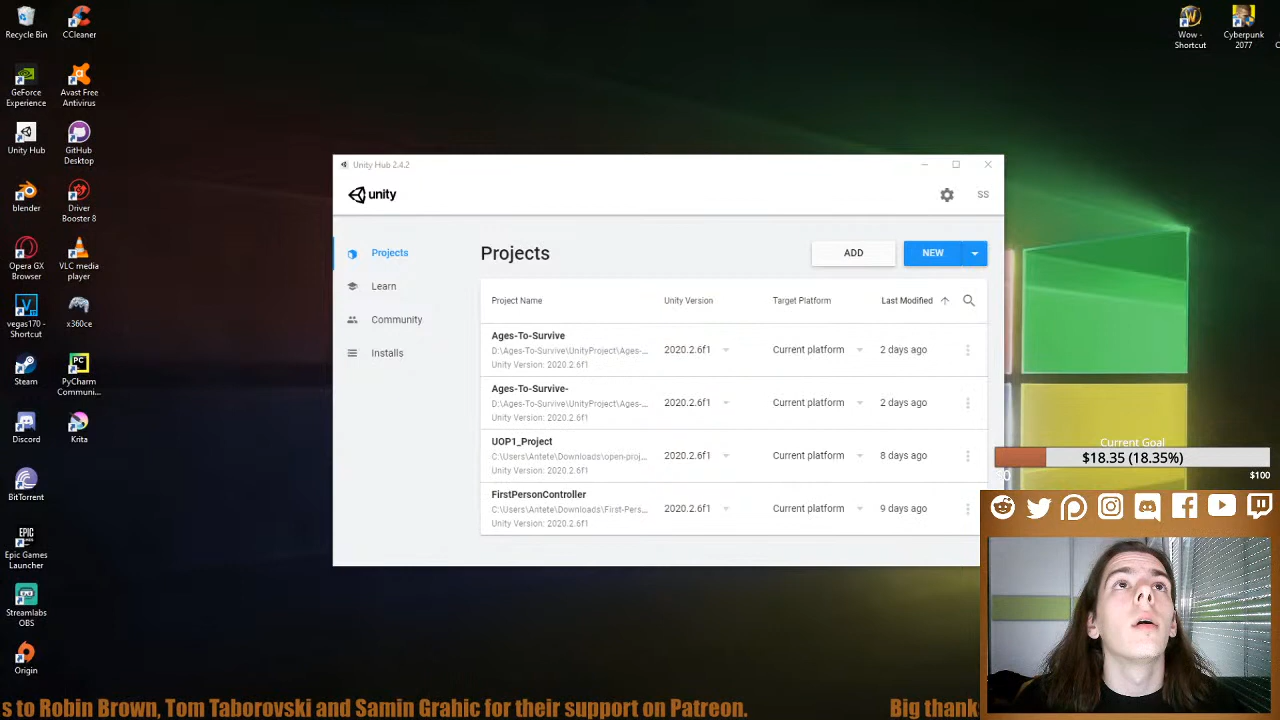 Recycle Bin
CCleaner
Wow -
Shortcut
Cyberpunk
2077
GeForce
Experience
Avast Free
Antivirus
Unity Hub
GitHub
Desktop
Unity Hub 2.4.2
unity
SS
blender
Driver
Booster 8
Projects
Projects
ADD
NEW
Opera GX
Browser
VLC media
player
Learn
Project Name
Unity Version
Target Platform
Last Modified
vegas170 -
Shortcut
x360ce
Community
Ages-To-Survive
D:\Ages-To-Survive\UnityProject\Ages-...
Unity Version: 2020.2.6f1
2020.2.6f1
Current platform
2 days ago
Installs
Steam
PyCharm
Communi...
Ages-To-Survive-
D:\Ages-To-Survive\UnityProject\Ages-...
Unity Version: 2020.2.6f1
2020.2.6f1
Current platform
2 days ago
Discord
Krita
UOP1_Project
C:\Users\Antete\Downloads\open-proj...
Unity Version: 2020.2.6f1
2020.2.6f1
Current platform
8 days ago
Current Goal
$18.35 (18.35%)
$100
BitTorrent
FirstPersonController
C:\Users\Antete\Downloads\First-Pers...
Unity Version: 2020.2.6f1
2020.2.6f1
Current platform
9 days ago
Epic Games
Launcher
Streamlabs
OBS
Origin
s to Robin Brown, Tom Taborovski and Samin Grahic for their support on Patreon.
Big thank